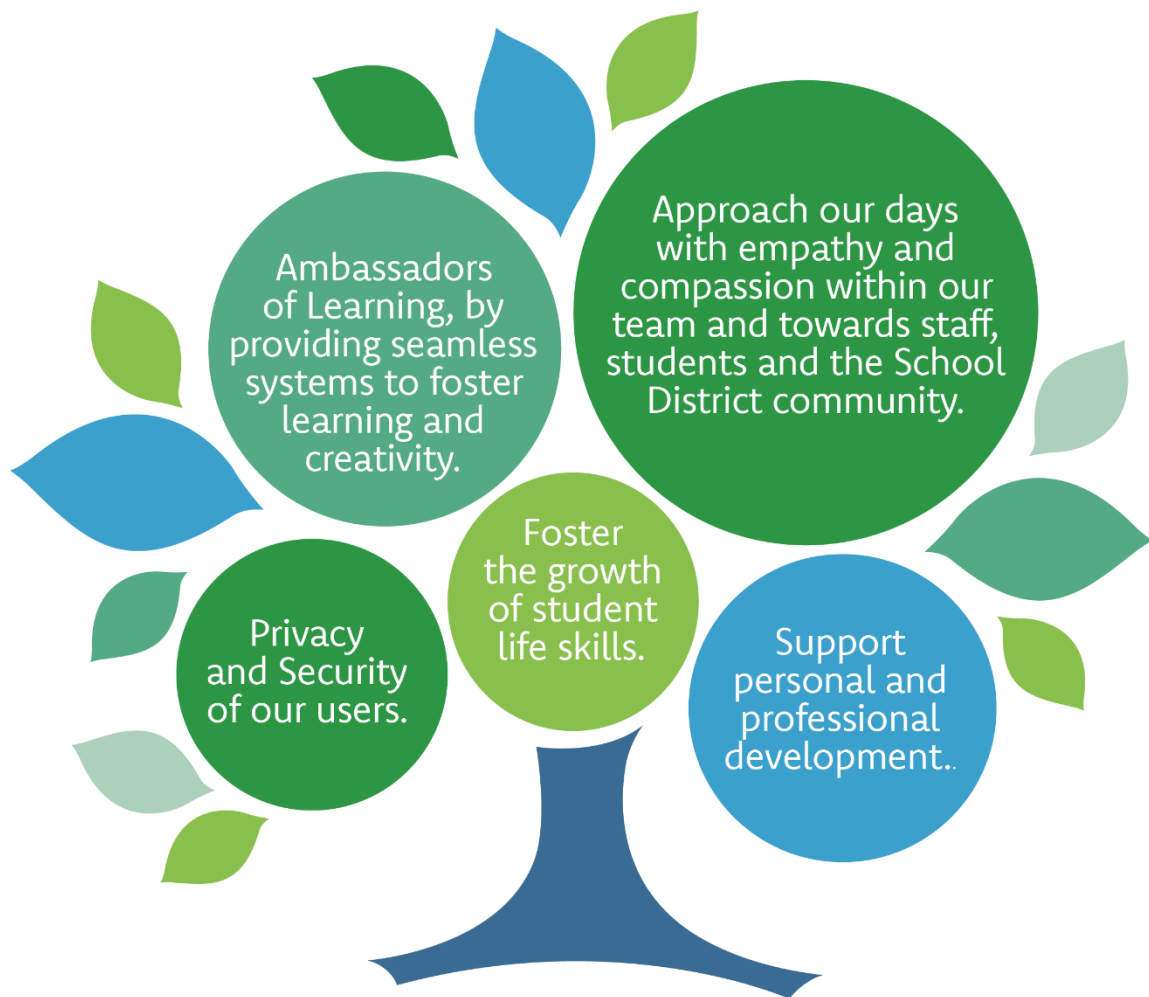 Ambassadors
of Learning, by
providing seamless
systems to foster
learning and
creativity.
Approach our days
with empathy and
compassion within our
team and towards staff,
students and the School
District community.
Foster
the growth
of student
life skills.
Privacy
and Security
of our users.
Support
personal and
professional
development..